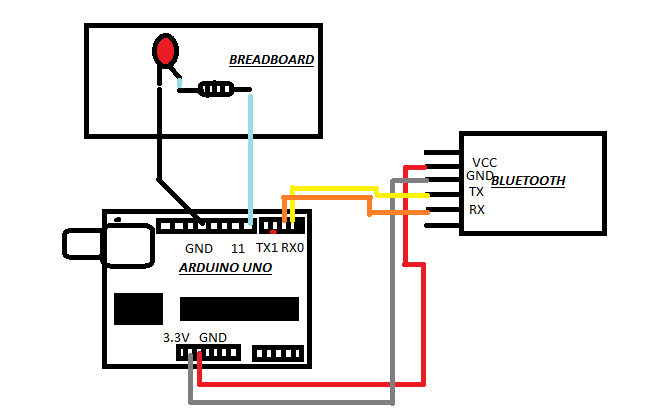 BREADBOARD
VCC
GND
BLUETOOTH
TX
RX
GND 11 TX1 RX0
ARDUINO UNO
3.3V GND